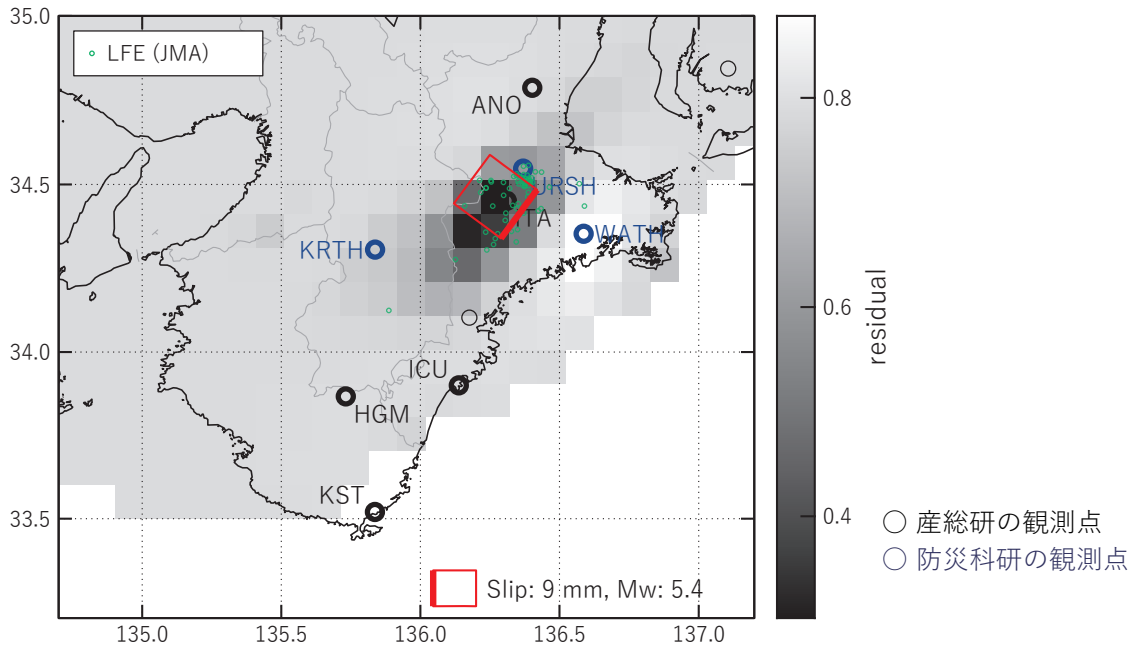 35.0
LFE (JMA)
ANO
34.5
URSH
ITA
WATH
KRTH
34.0
ICU
HGM
KST
33.5
Slip: 9 mm, Mw: 5.4
135.0 135.5 136.0 136.5 137.0
0.8
0.6
0.4
residual
○ 産総研の観測点
○ 防災科研の観測点